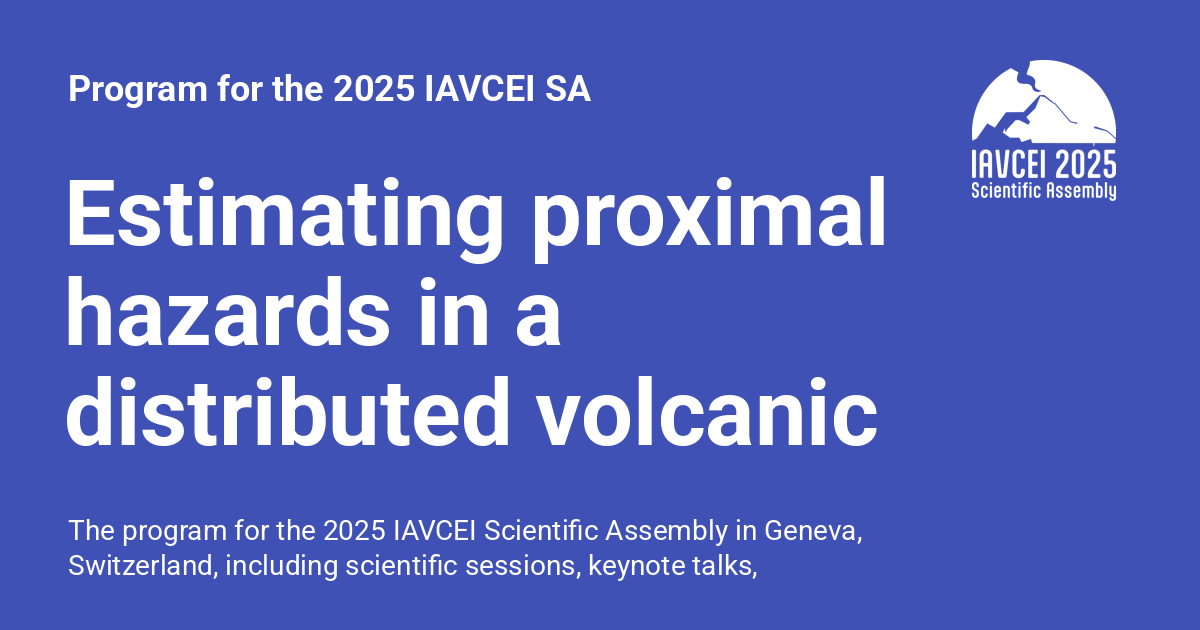 Program for the 2025 IAVCEI SA
IAVCEI 2025
Scientific Assembly
Estimating proximal
hazards in a
distributed volcanic
The program for the 2025 IAVCEI Scientific Assembly in Geneva,
Switzerland, including scientific sessions, keynote talks,